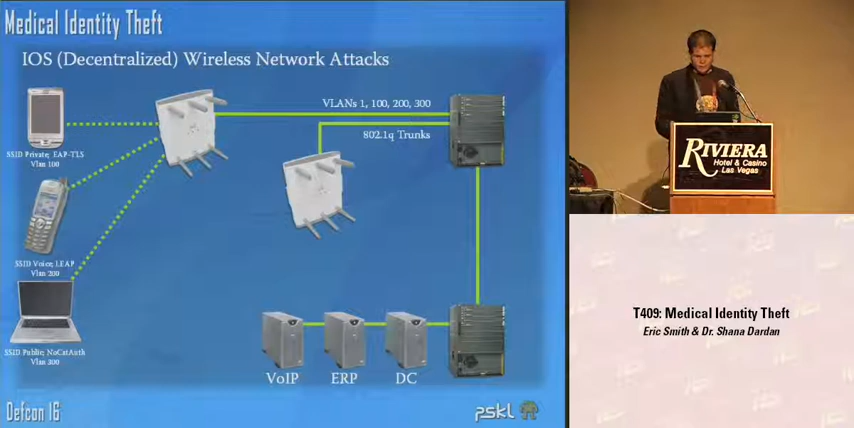 Medical Identity Theft
IOS (Decentralized) Wireless Network Attacks
VLANs 1, 100, 200, 300
802.1q Trunks
SSID Private; EAP-TLS
Vlan 100
SSID Voice; LEAP
Vlan 200
SSID Public; NoCatAuth
Vlan 300
VoIP
ERP
DC
Defcon 16
pskl
RIVIERA
Hotel & Casino
Las Vegas
T409: Medical Identity Theft
Eric Smith & Dr. Shana Dardan